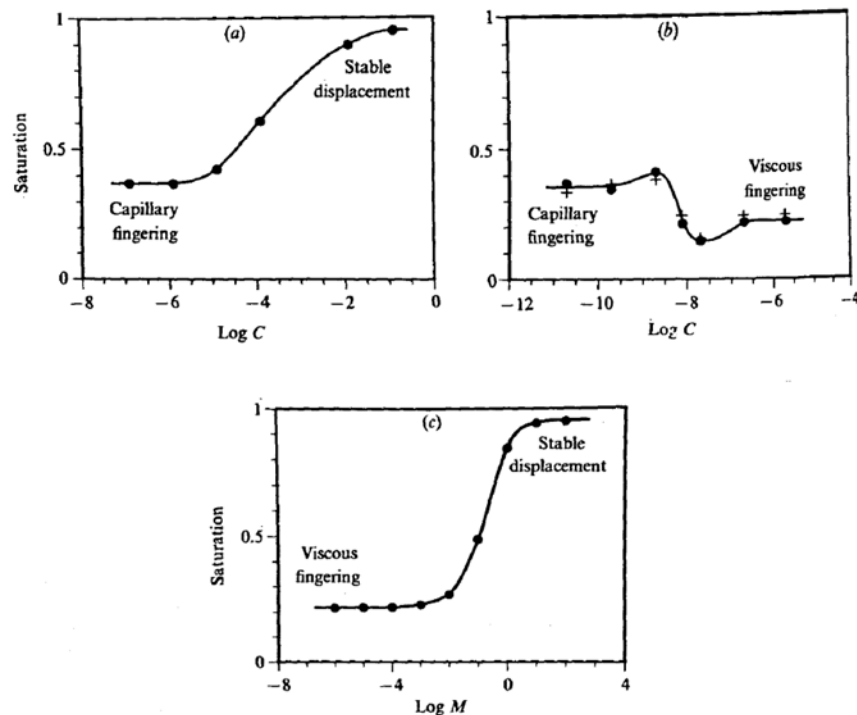 (a)
1
Stable
displacement
0.5
Saturation
Capillary
fingering
0
−8
−6
−4
−2
0
Log C
(b)
1
0.5
Viscous
fingering
Capillary
fingering
0
−12
−10
−8
−6
−4
Log C
(c)
1
Stable
displacement
0.5
Saturation
Viscous
fingering
0
−8
−4
0
4
Log M